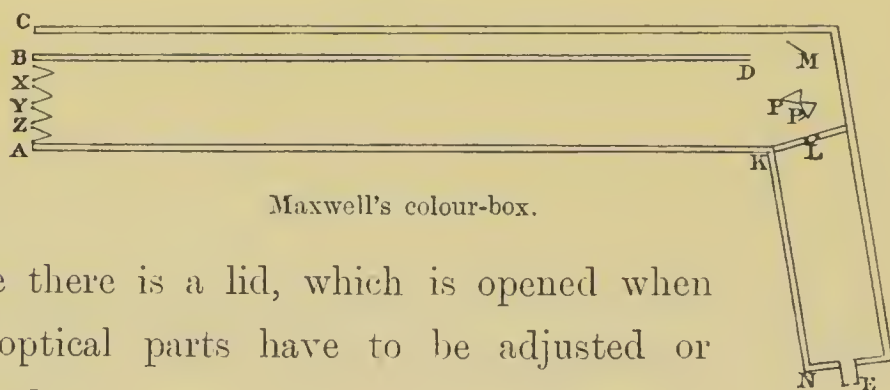 C
B
D
M
X
Y
Z
A
P
P
L
K
Maxwell's colour-box.
there is a lid, which is opened when
optical parts have to be adjusted or
N
E